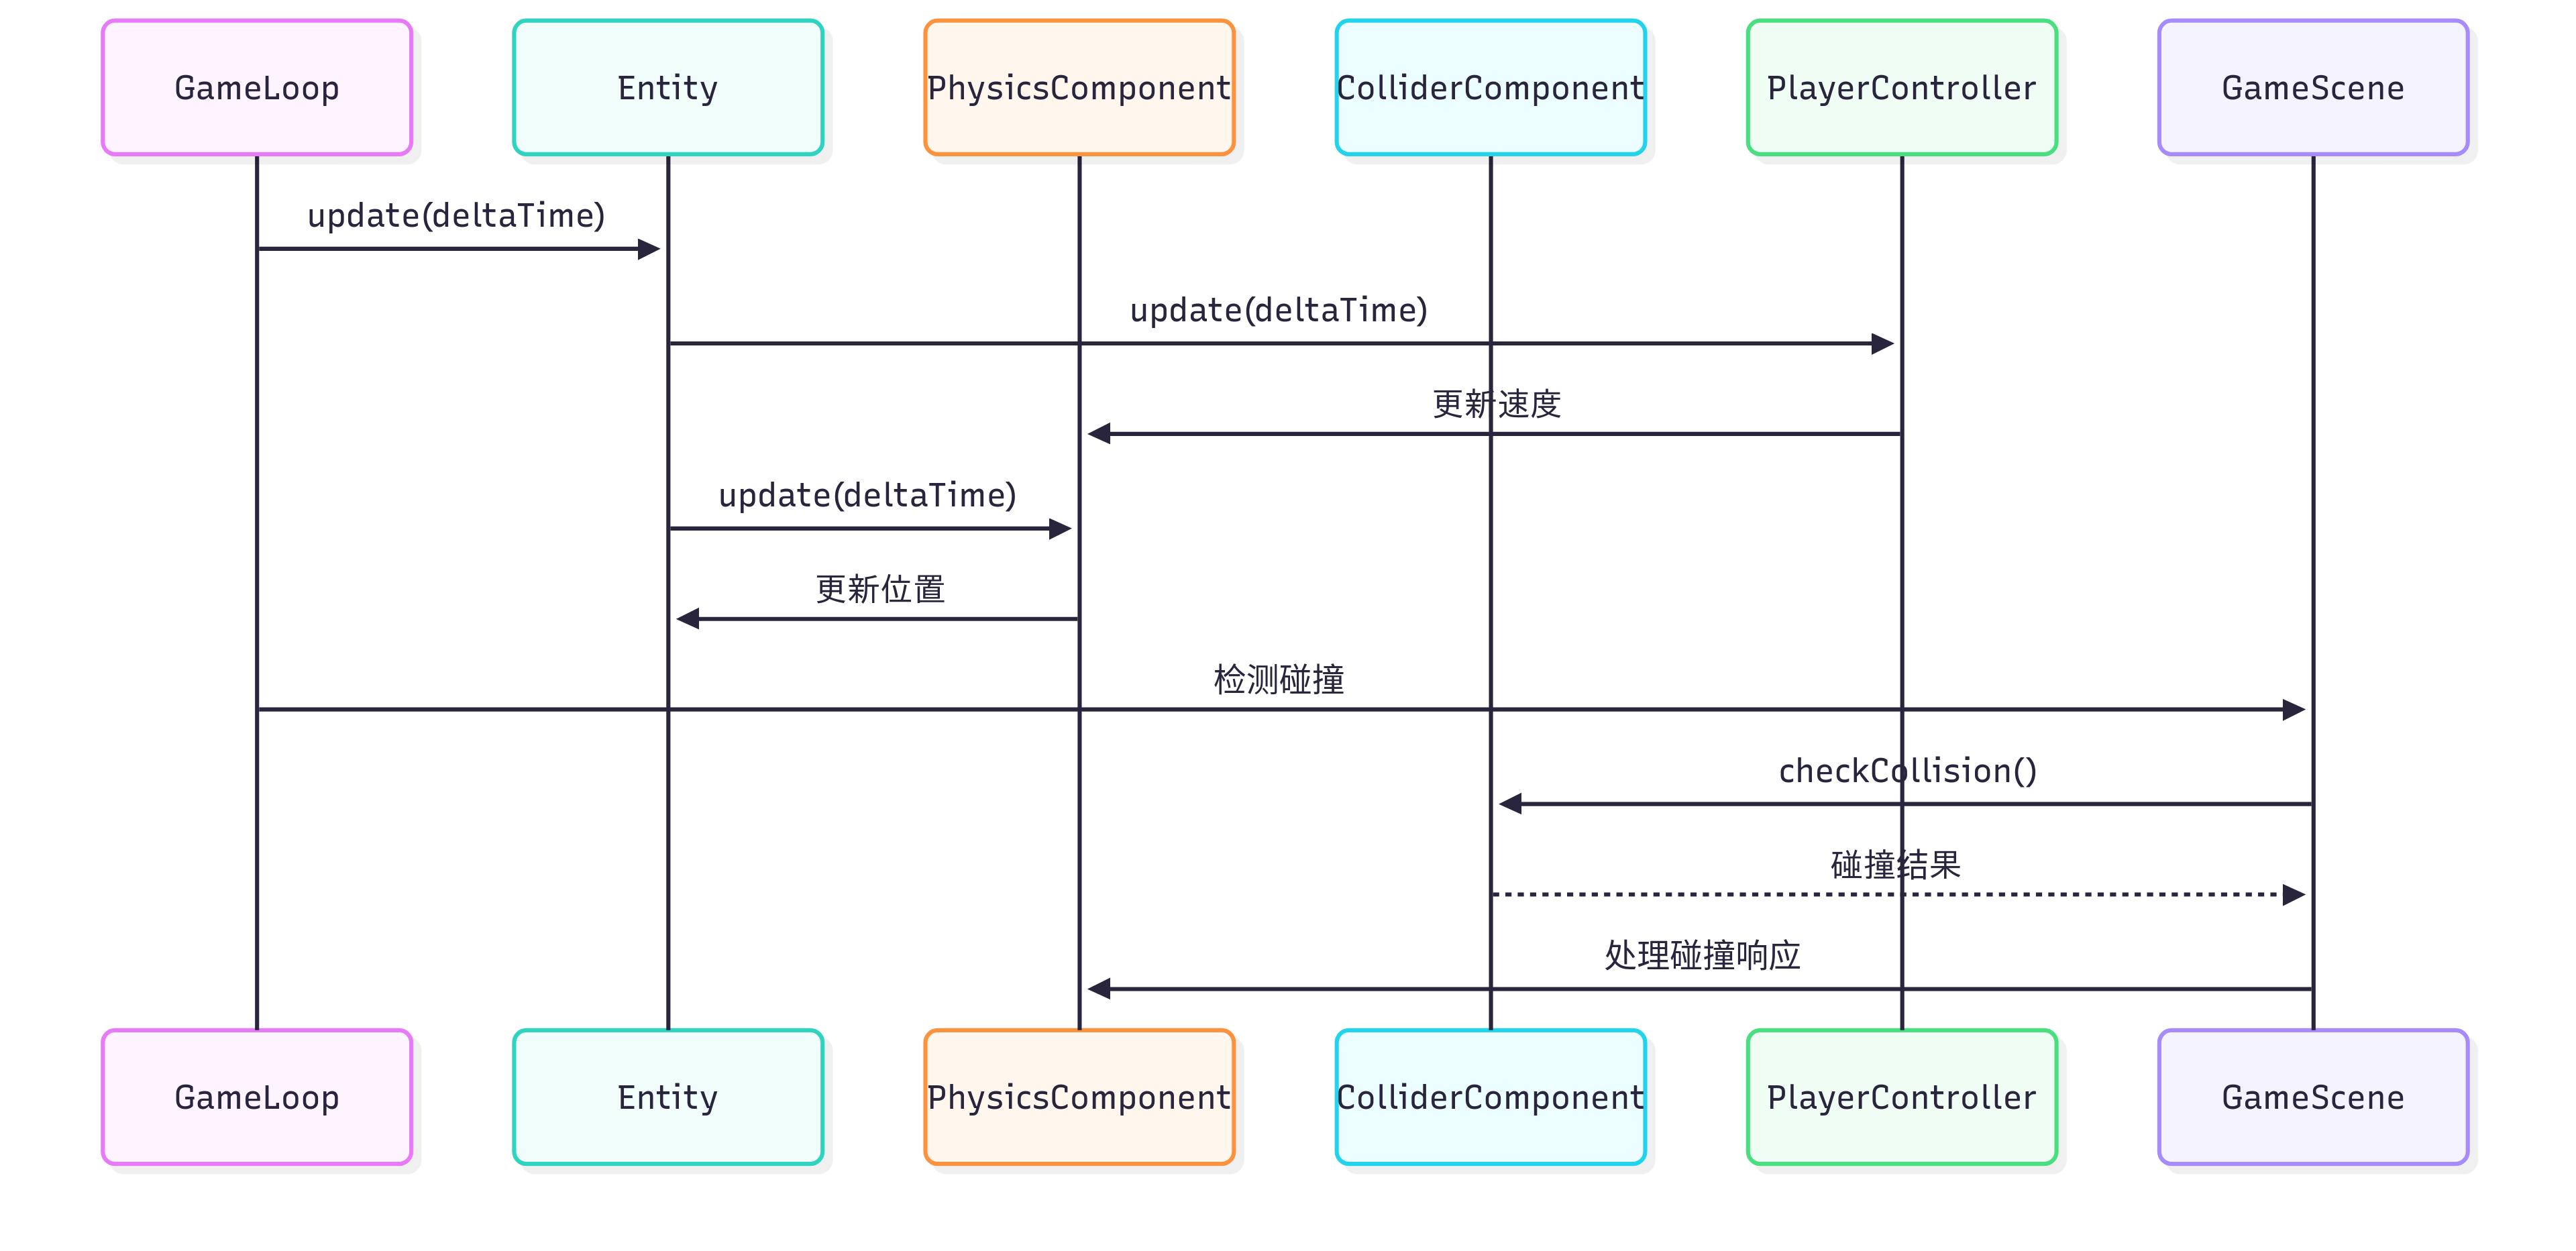 GameLoop
Entity
PhysicsComponent
ColliderComponent
PlayerController
GameScene
update(deltaTime)
update(deltaTime)
更新速度
update(deltaTime)
更新位置
检测碰撞
checkCollision()
碰撞结果
处理碰撞响应
GameLoop
Entity
PhysicsComponent
ColliderComponent
PlayerController
GameScene